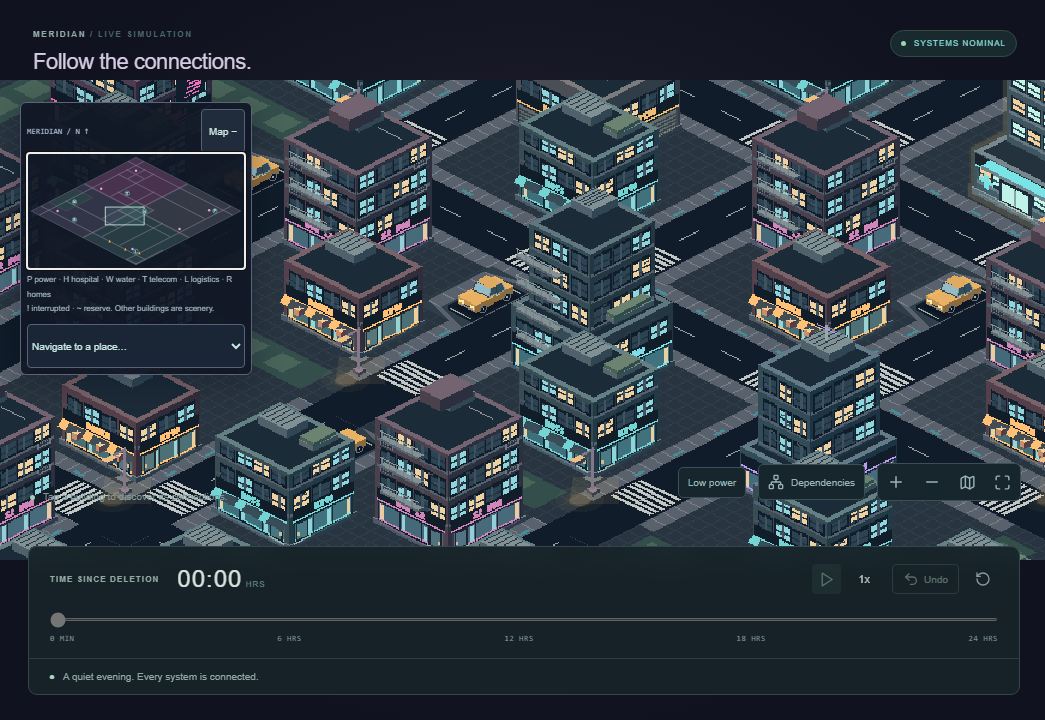 MERIDIAN / LIVE SIMULATION
Follow the connections.
SYSTEMS NOMINAL
MERIDIAN / N ↑
Map −
P power · H hospital · W water · T telecom · L logistics · R
homes
! interrupted · ~ reserve. Other buildings are scenery.
Navigate to a place...
Low power
Dependencies
TIME SINCE DELETION
00:00 HRS
1x
Undo
0 MIN
6 HRS
12 HRS
18 HRS
24 HRS
A quiet evening. Every system is connected.